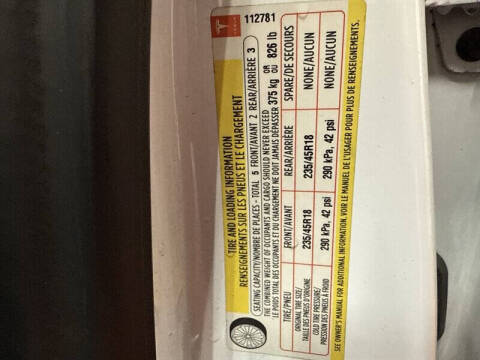 112781
TIRE AND LOADING INFORMATION
RENSEIGNEMENTS SUR LES PNEUS ET LE CHARGEMENT
SEATING CAPACITY/NOMBRE DE PLACES - TOTAL 5 FRONT/AVANT 2 REAR/ARRIÈRE 3
THE COMBINED WEIGHT OF OCCUPANTS AND CARGO SHOULD NEVER EXCEED
LE POIDS TOTAL DES OCCUPANTS ET DU CHARGEMENT NE DOIT JAMAIS DÉPASSER
375 kg OR OU 826 lb
TIRE/PNEU FRONT/AVANT REAR/ARRIÈRE SPARE/DE SECOURS
ORIGINAL TIRE SIZE/
TAILLE DES PNEUS D'ORIGINE
235/45R18 235/45R18 NONE/AUCUN
COLD TIRE PRESSURE/
PRESSION DES PNEUS À FROID
290 kPa, 42 psi 290 kPa, 42 psi NONE/AUCUN
SEE OWNER'S MANUAL FOR ADDITIONAL INFORMATION. VOIR LE MANUEL DE L'USAGER POUR PLUS DE RENSEIGNEMENTS.